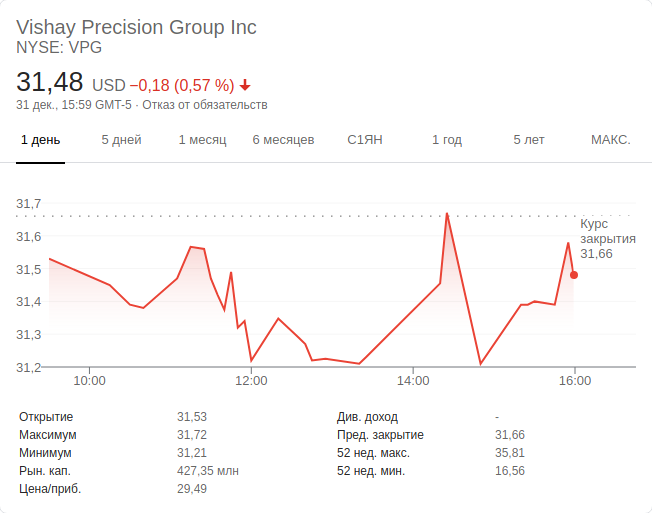 Vishay Precision Group Inc
NYSE: VPG
31,48 USD −0,18 (0,57 %)
31 дек., 15:59 GMT-5 · Отказ от обязательств
1 день 5 дней 1 месяц 6 месяцев С1ЯН 1 год 5 лет МАКС.
31,7
Курс
31,6
закрытия
31,66
31,5
31,4
31,3
31,2
10:00 12:00 14:00 16:00
Открытие 31,53 Див. доход -
Максимум 31,72 Пред. закрытие 31,66
Минимум 31,21 52 нед. макс. 35,81
Рын. кап. 427,35 млн 52 нед. мин. 16,56
Цена/приб. 29,49